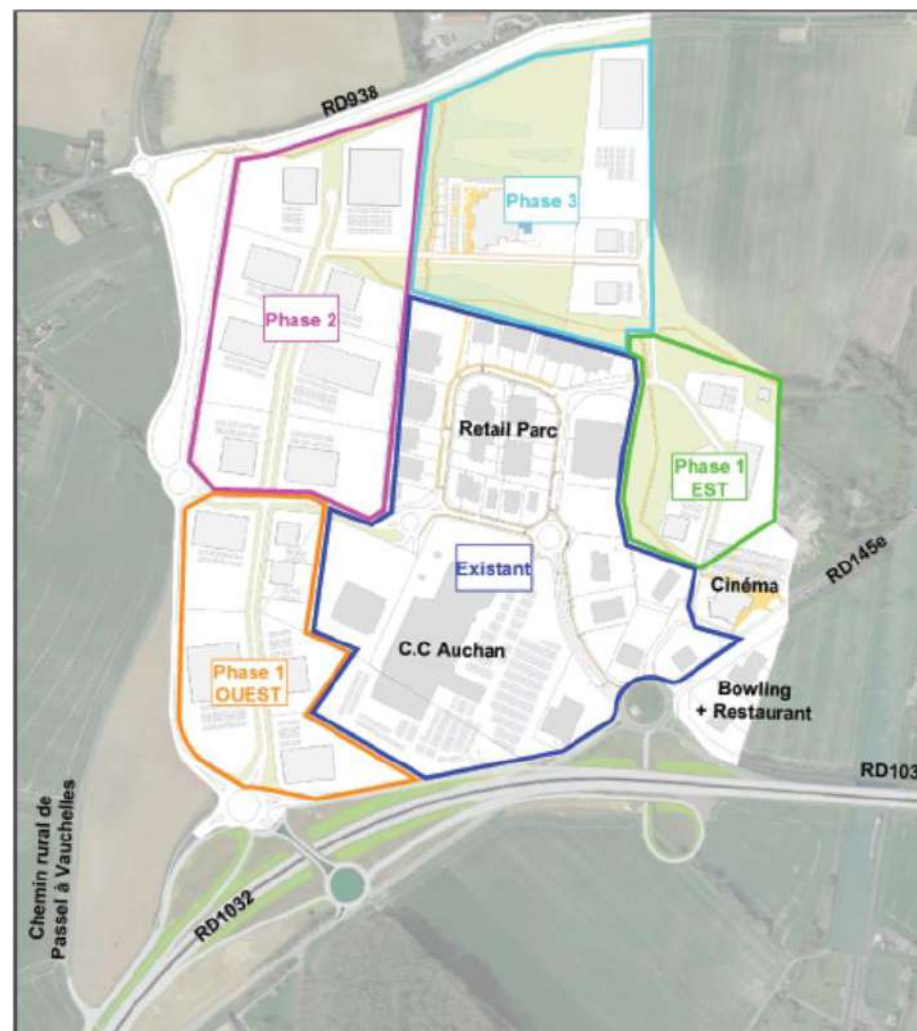 RD938
Phase 3
Phase 2
Retail Parc
Phase 1
EST
RD145e
Existant
Cinéma
C.C Auchan
Phase 1
OUEST
Bowling
+ Restaurant
RD103
Chemin rural de
Passel à Vauchelles
RD1032